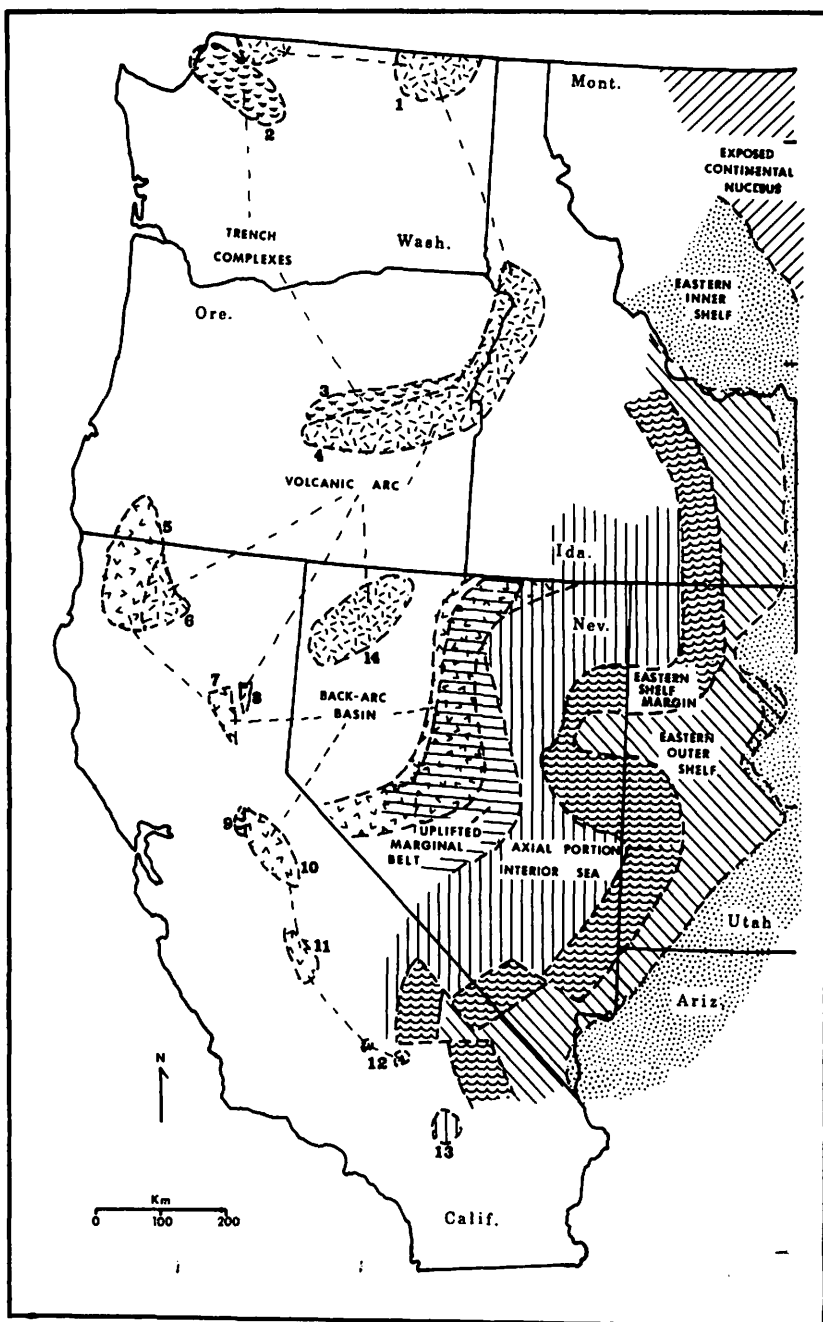 Mont.
1
2
EXPOSED
CONTINENTAL
NUCLEUS
TRENCH
COMPLEXES
Wash.
EASTERN
INNER
SHELF
Ore.
3
4
VOLCANIC ARC
5
Ida.
6
Nev.
14
7
8
EASTERN
SHELF
MARGIN
BACK-ARC
BASIN
EASTERN
OUTER
SHELF
9
UPLIFTED
MARGINAL
BELT
AXIAL PORTION
INTERIOR SEA
10
Utah
11
Ariz.
N
12
13
Km
0 100 200
Calif.